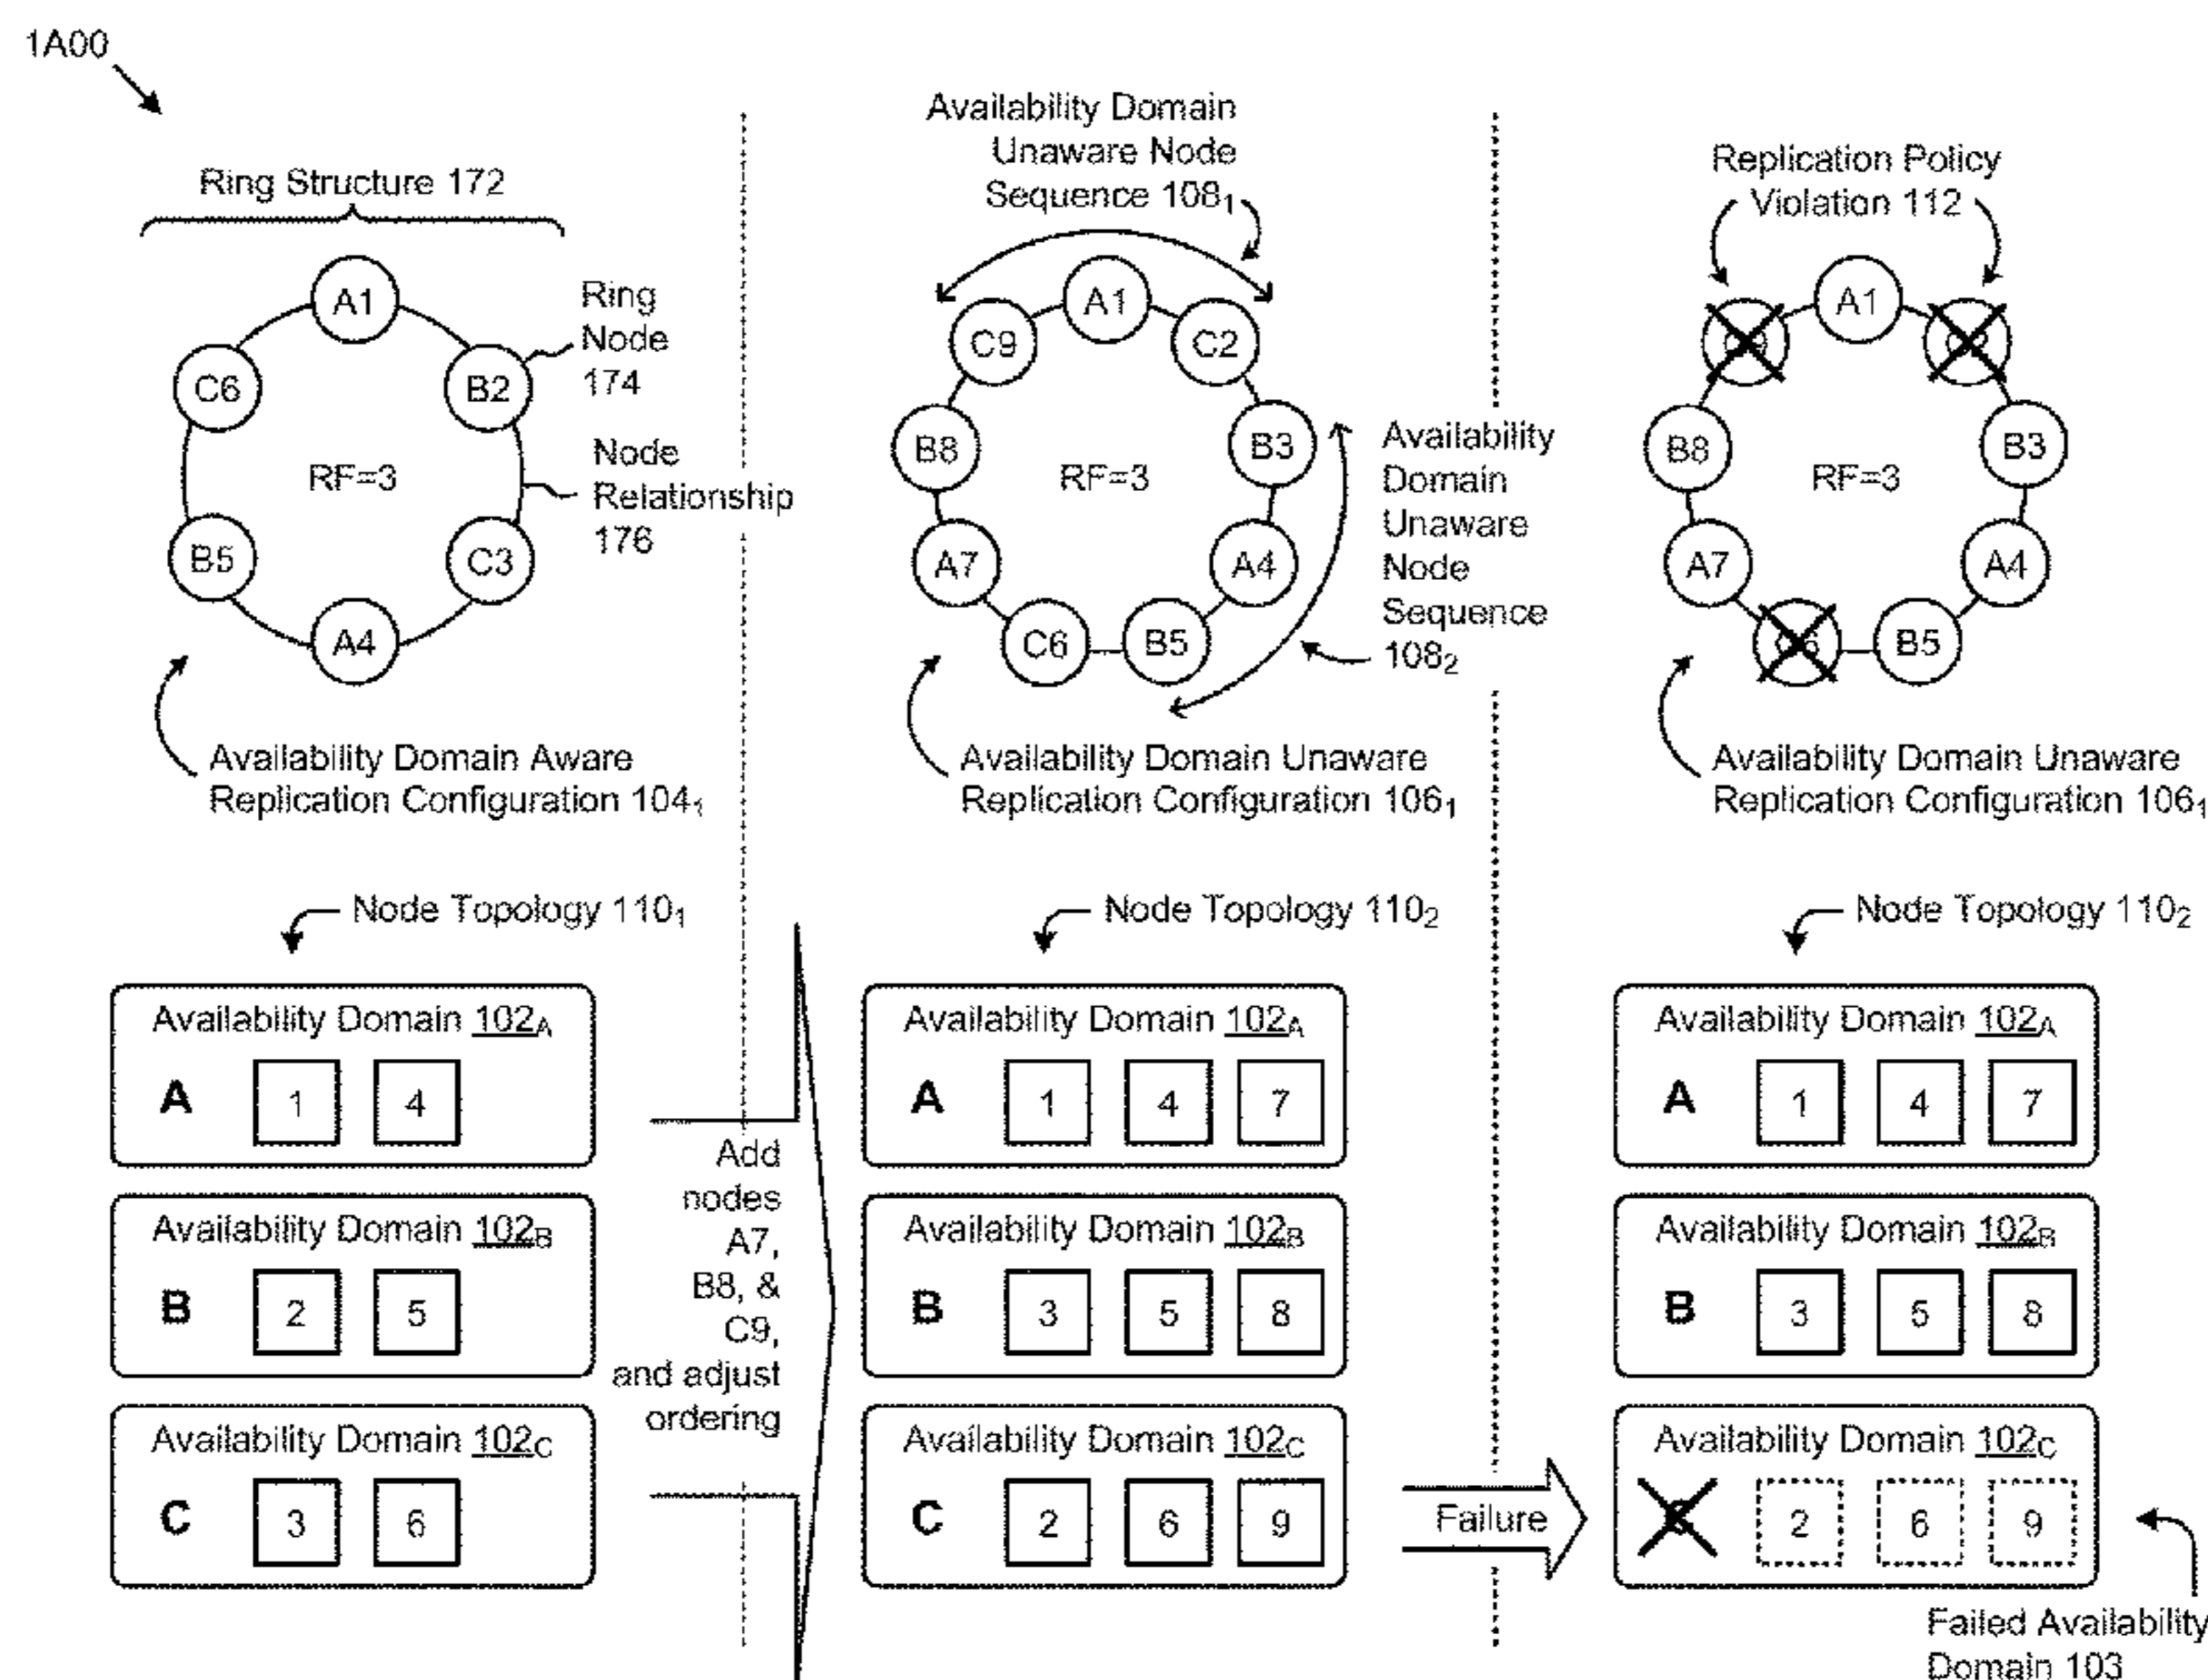 1A00
Ring Structure 172
A1
B2
C3
A4
B5
C6
RF=3
Ring
Node
174
Node
Relationship
176
Availability Domain Aware
Replication Configuration 104₁
Availability Domain
Unaware Node
Sequence 108₁
A1
C2
B3
A4
B5
C6
A7
B8
C9
RF=3
Availability
Domain
Unaware
Node
Sequence
108₂
Availability Domain Unaware
Replication Configuration 106₁
Replication Policy
Violation 112
A1
B3
A4
B5
A7
B8
RF=3
Availability Domain Unaware
Replication Configuration 106₁
Node Topology 110₁
Availability Domain 102A
A 1 4
Availability Domain 102B
B 2 5
Availability Domain 102C
C 3 6
Add
nodes
A7,
B8, &
C9,
and adjust
ordering
Node Topology 110₂
Availability Domain 102A
A 1 4 7
Availability Domain 102B
B 3 5 8
Availability Domain 102C
C 2 6 9
Failure
Node Topology 110₂
Availability Domain 102A
A 1 4 7
Availability Domain 102B
B 3 5 8
Availability Domain 102C
2 6 9
Failed Availability
Domain 103